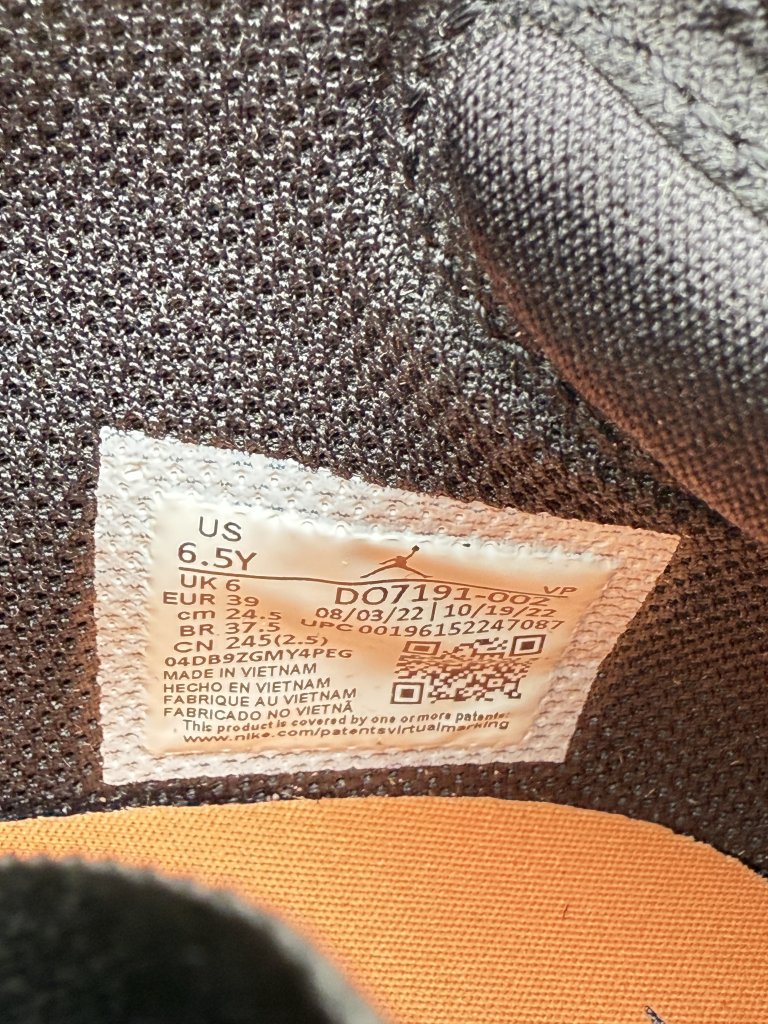 US
6.5Y
UK 6
EUR 39
cm 24.5
BR 37.5
CN 245(2.5)
04DB9ZGMY4PEG
MADE IN VIETNAM
HECHO EN VIETNAM
FABRIQUE AU VIETNAM
FABRICADO NO VIETNÃ
VP
DO7191-002
08/03/22 | 10/19/22
UPC 00196152247087
This product is covered by one or more patents.
www.nike.com/patentsvirtualmarking